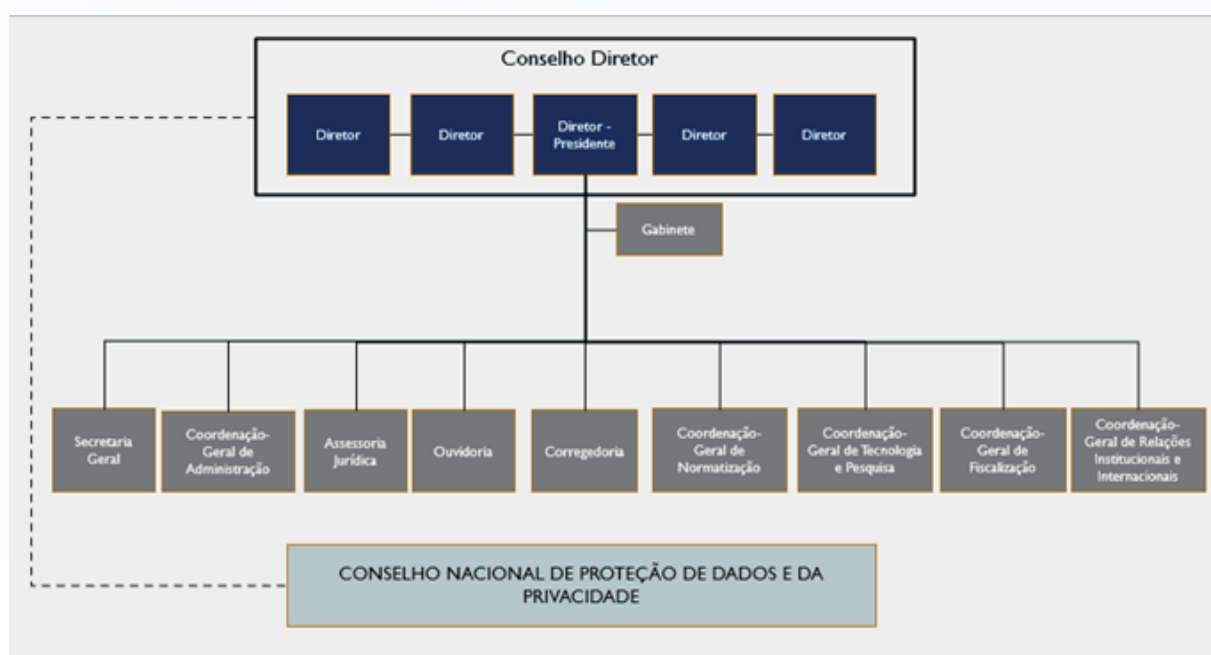 Conselho Diretor
Diretor
Diretor
Diretor -
Presidente
Diretor
Diretor
Gabinete
Secretaria
Geral
Coordenação-
Geral de
Administração
Assessoria
Jurídica
Ouvidoria
Corregedoria
Coordenação-
Geral de
Normatização
Coordenação-
Geral de Tecnologia
e Pesquisa
Coordenação-
Geral de
Fiscalização
Coordenação-
Geral de Relações
Institucionais e
Internacionais
CONSELHO NACIONAL DE PROTEÇÃO DE DADOS E DA
PRIVACIDADE